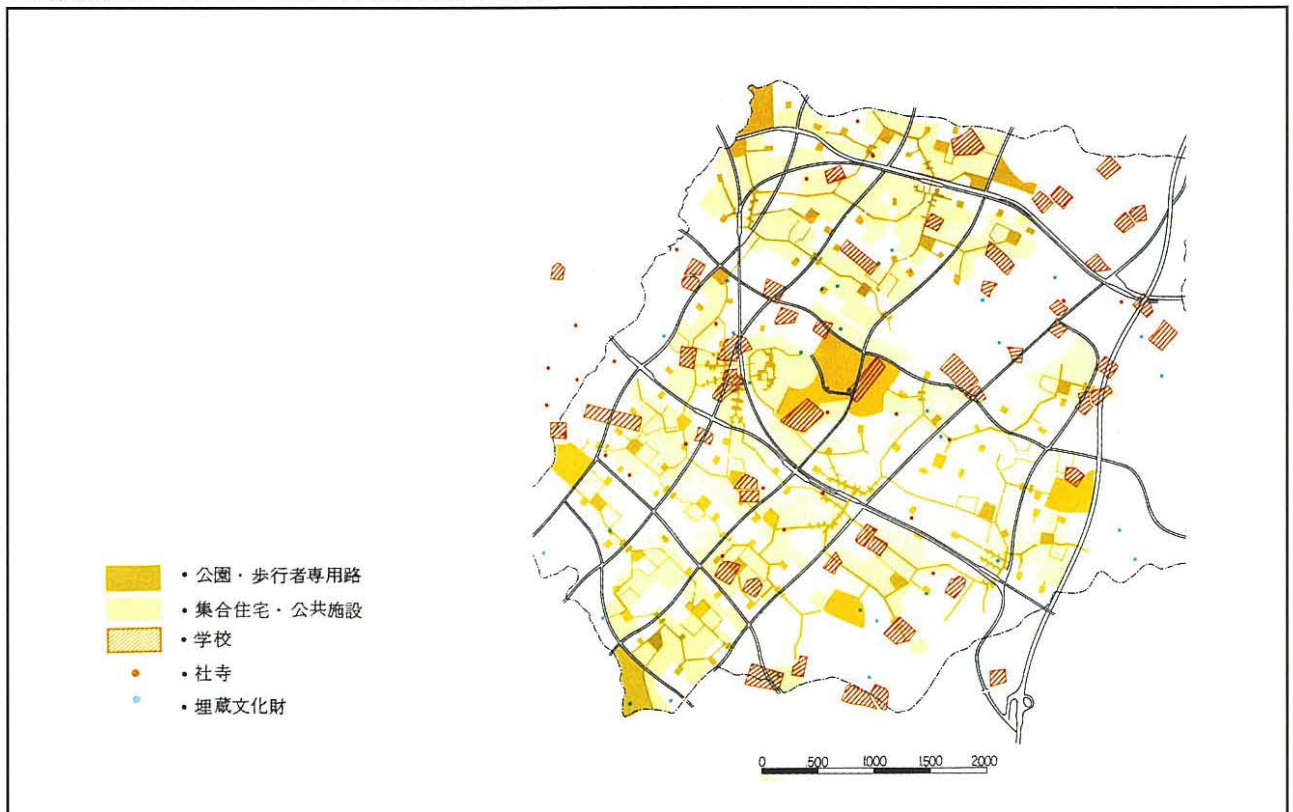 • 公園・歩行者専用路
• 集合住宅・公共施設
• 学校
• 社寺
• 埋蔵文化財
0 500 1000 1500 2000